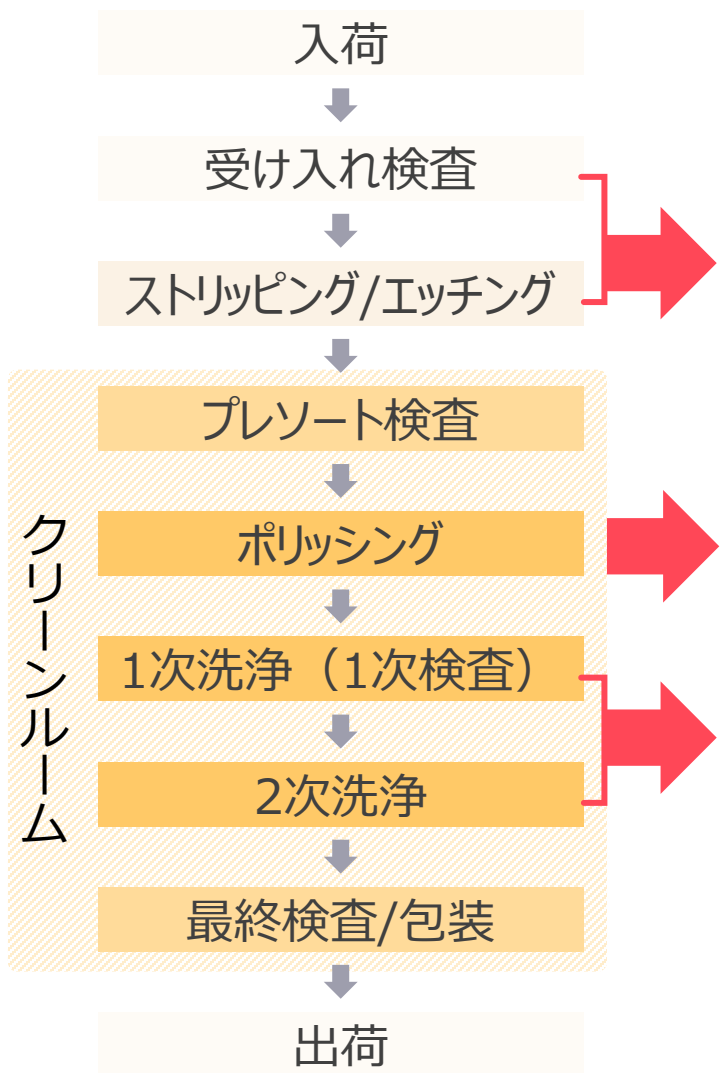 入荷
受け入れ検査
ストリッピング/エッチング
プレソート検査
クリーンルーム
ポリッシング
1次洗浄（1次検査）
2次洗浄
最終検査/包装
出荷